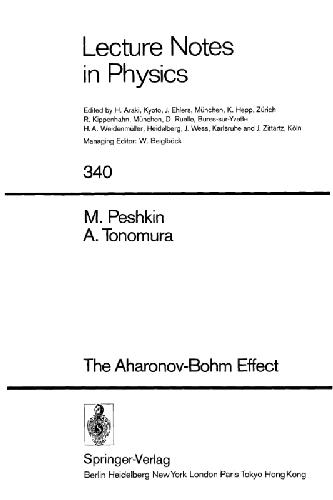 Lecture Notes
in Physics
Edited by H. Araki, Kyoto, J. Ehlers, München, K. Hepp, Zürich
R. Kippenhahn, München, D. Ruelle, Bures-sur-Yvette
H. A. Weidenmüller, Heidelberg, J. Wess, Karlsruhe and J. Zittartz, Köln
Managing Editor: W. Beiglböck
340
M. Peshkin
A. Tonomura
The Aharonov-Bohm Effect
Springer-Verlag
Berlin Heidelberg New York London Paris Tokyo Hong Kong